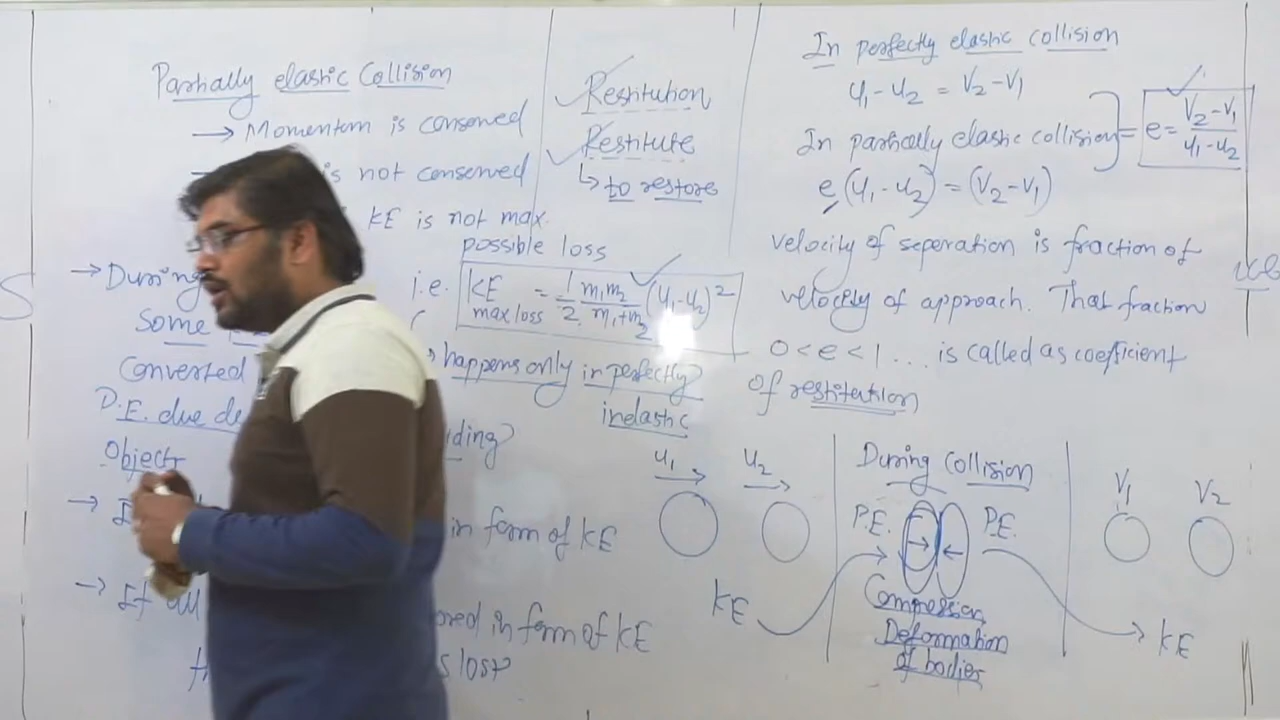 Partially elastic Collision
→ Momentum is conserved
is not conserved
KE is not max.
possible loss
→ During
i.e. KE max loss = 1/2 m₁m₂/m₁+m₂ (u₁-u₂)²
Some
Converted
happens only in perfectly
inelastic
P.E. due de
iding
Object
→
in form of KE
→ If all
ored in form of KE
s lost
Restitution
Restitute
↳ to restore
In perfectly elastic collision
u₁-u₂ = V₂-V₁
In partially elastic collision
e(u₁-u₂) = (V₂-V₁)
= e = V₂-V₁/u₁-u₂
velocity of seperation is fraction of
velocity of approach. That fraction
0<e<1... is called as coefficient
of restitution
u₁ u₂
KE
During Collision
P.E. P.E.
Compression
Deformation
of bodies
V₁ V₂
KE